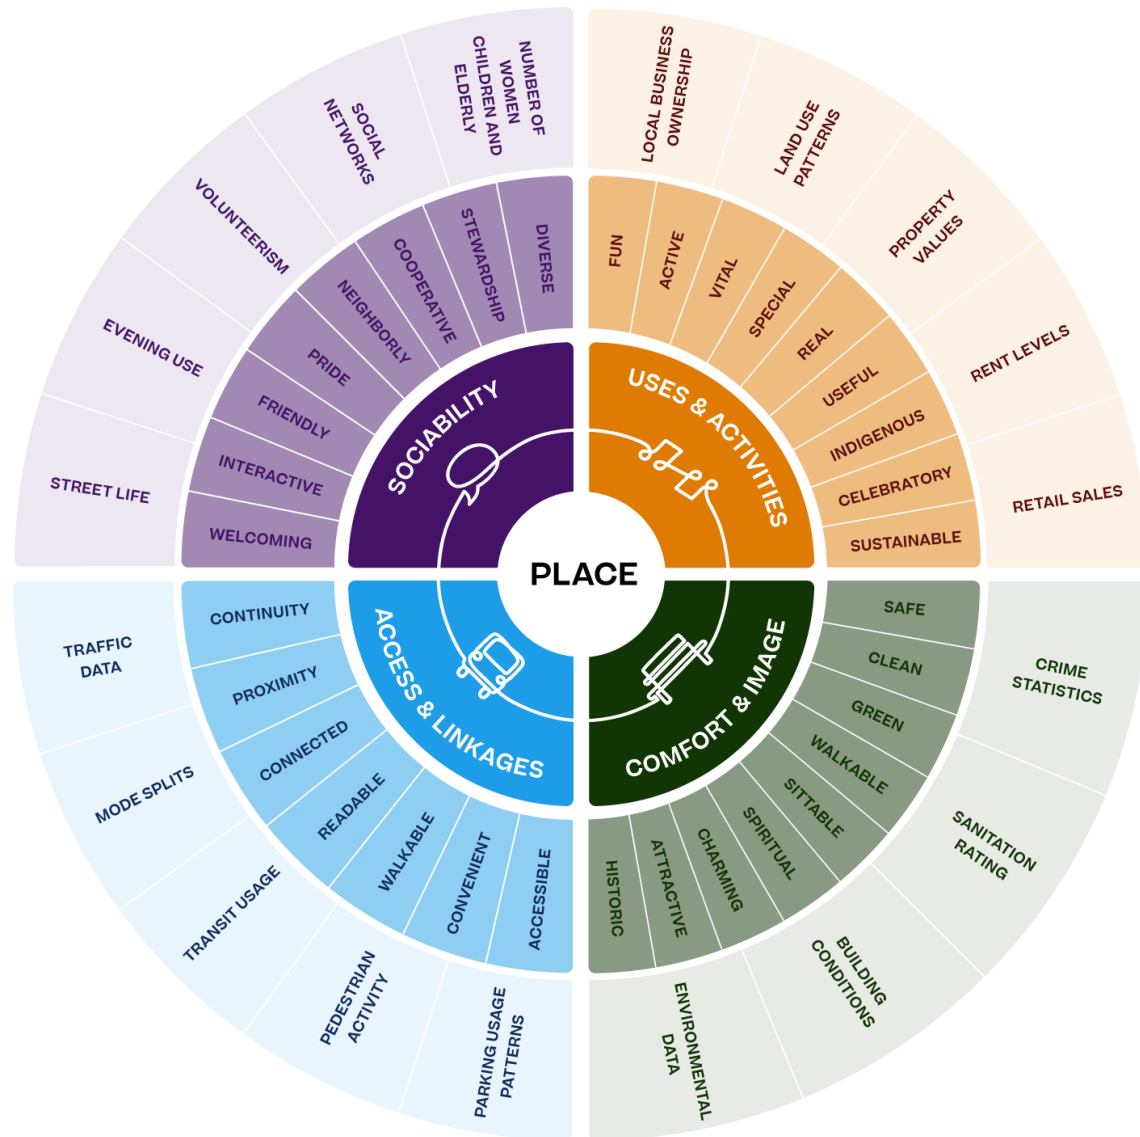 PLACE
SOCIABILITY
USES & ACTIVITIES
COMFORT & IMAGE
ACCESS & LINKAGES
WELCOMING
INTERACTIVE
FRIENDLY
PRIDE
NEIGHBORLY
COOPERATIVE
STEWARDSHIP
DIVERSE
FUN
ACTIVE
VITAL
SPECIAL
REAL
USEFUL
INDIGENOUS
CELEBRATORY
SUSTAINABLE
SAFE
CLEAN
GREEN
WALKABLE
SITTABLE
SPIRITUAL
CHARMING
ATTRACTIVE
HISTORIC
ACCESSIBLE
CONVENIENT
WALKABLE
READABLE
CONNECTED
PROXIMITY
CONTINUITY
STREET LIFE
EVENING USE
VOLUNTEERISM
SOCIAL
NETWORKS
NUMBER OF
WOMEN
CHILDREN AND
ELDERLY
LOCAL BUSINESS
OWNERSHIP
LAND USE
PATTERNS
PROPERTY
VALUES
RENT LEVELS
RETAIL SALES
CRIME
STATISTICS
SANITATION
RATING
BUILDING
CONDITIONS
ENVIRONMENTAL
DATA
PARKING USAGE
PATTERNS
PEDESTRIAN
ACTIVITY
TRANSIT USAGE
MODE SPLITS
TRAFFIC
DATA